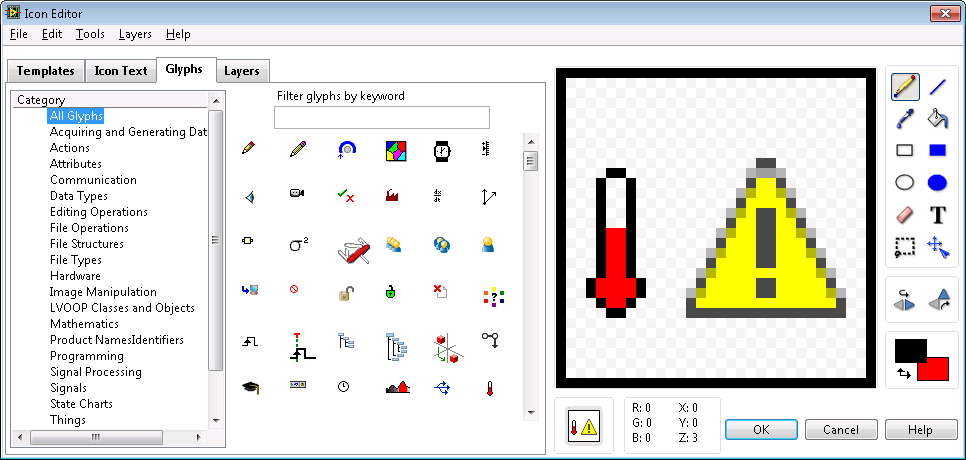 Icon Editor
File Edit Tools Layers Help
Templates Icon Text Glyphs Layers
Category
All Glyphs
Acquiring and Generating Dat
Actions
Attributes
Communication
Data Types
Editing Operations
File Operations
File Structures
File Types
Hardware
Image Manipulation
LVOOP Classes and Objects
Mathematics
Product NamesIdentifiers
Programming
Signal Processing
Signals
State Charts
Things
Filter glyphs by keyword
dx
dt
σ²
?
!
T
R: 0 X: 0
G: 0 Y: 0
B: 0 Z: 3
OK Cancel Help